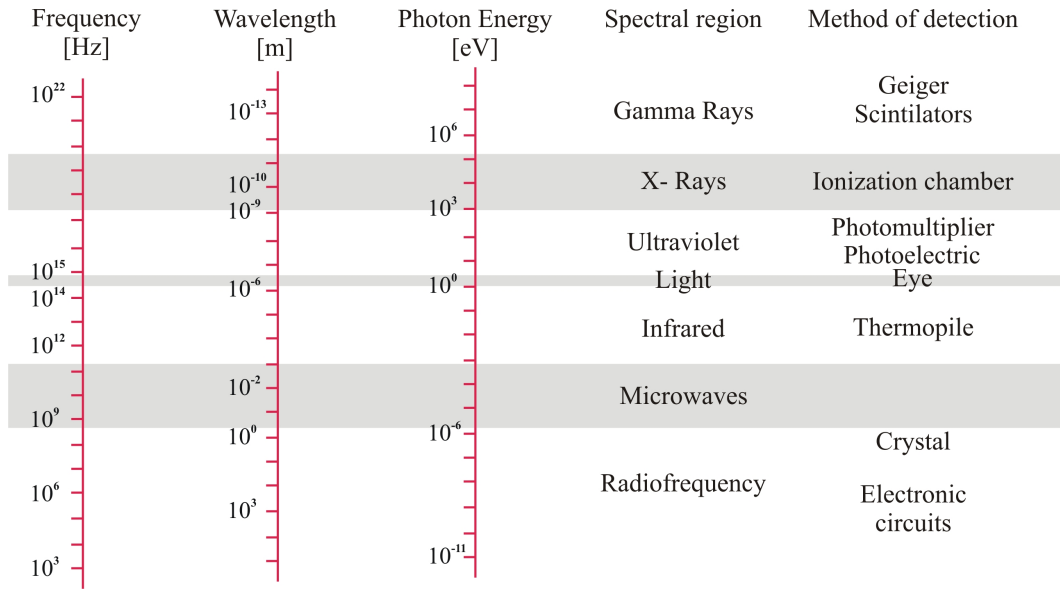 Frequency
[Hz]
Wavelength
[m]
Photon Energy
[eV]
Spectral region
Method of detection
10²²
10¹⁵
10¹⁴
10¹²
10⁹
10⁶
10³
10⁻¹³
10⁻¹⁰
10⁻⁹
10⁻⁶
10⁻²
10⁰
10³
10⁶
10³
10⁰
10⁻⁶
10⁻¹¹
Gamma Rays
Geiger
Scintilators
X- Rays
Ionization chamber
Ultraviolet
Photomultiplier
Photoelectric
Light
Eye
Infrared
Thermopile
Microwaves
Radiofrequency
Crystal
Electronic
circuits